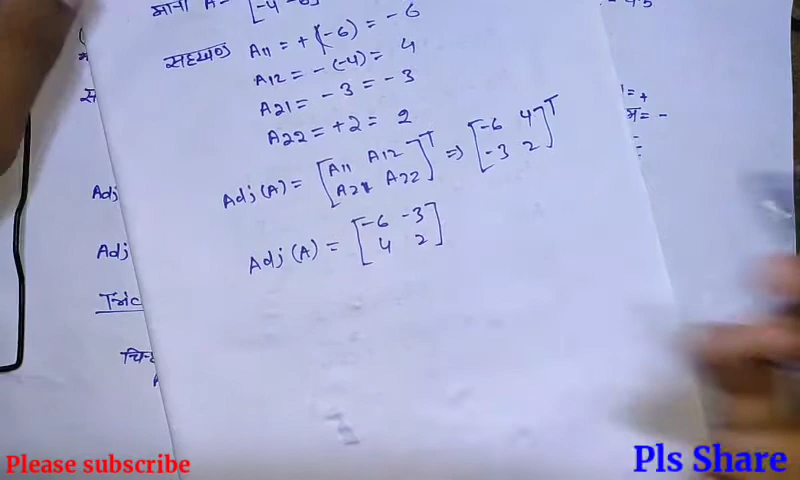 माना A = [-4 -6]
सहखण्ड A11 = +(-6) = -6
A12 = -(-4) = 4
A21 = -3 = -3
A22 = +2 = 2
Adj(A) = [A11 A12
A21 A22]T => [-6 4
-3 2]T
Adj(A) = [-6 -3
4 2]
Adj
Adj
Please subscribe
Pls Share